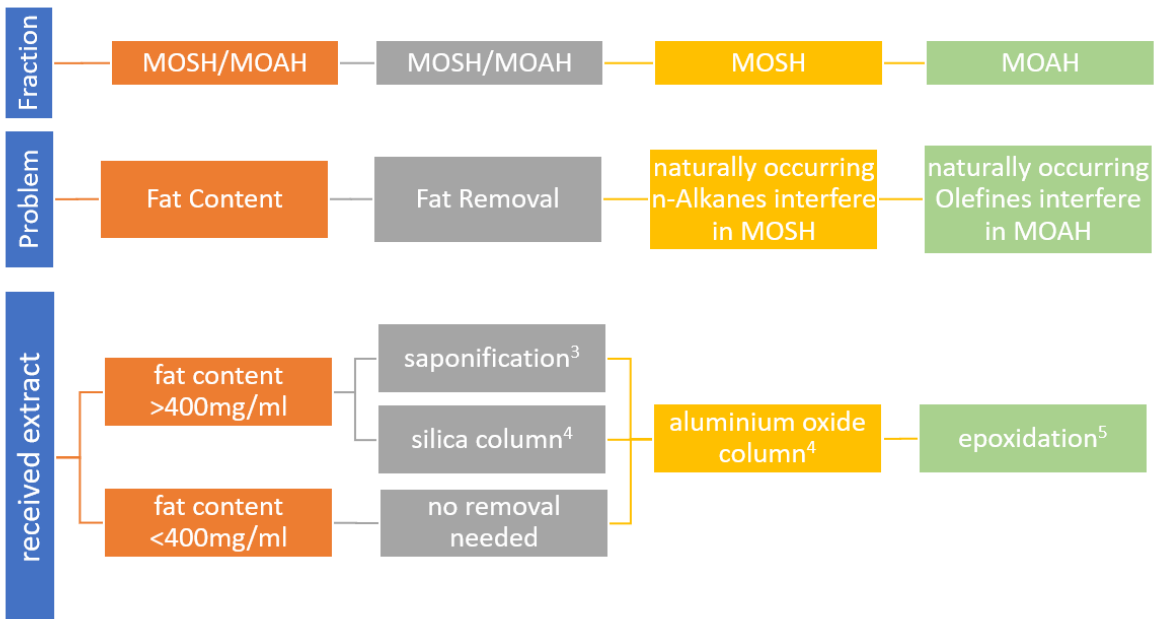 Fraction
MOSH/MOAH
MOSH/MOAH
MOSH
MOAH
Problem
Fat Content
Fat Removal
naturally occurring
n-Alkanes interfere
in MOSH
naturally occurring
Olefines interfere
in MOAH
received extract
fat content
>400mg/ml
fat content
<400mg/ml
saponification³
silica column⁴
no removal
needed
aluminium oxide
column⁴
epoxidation⁵